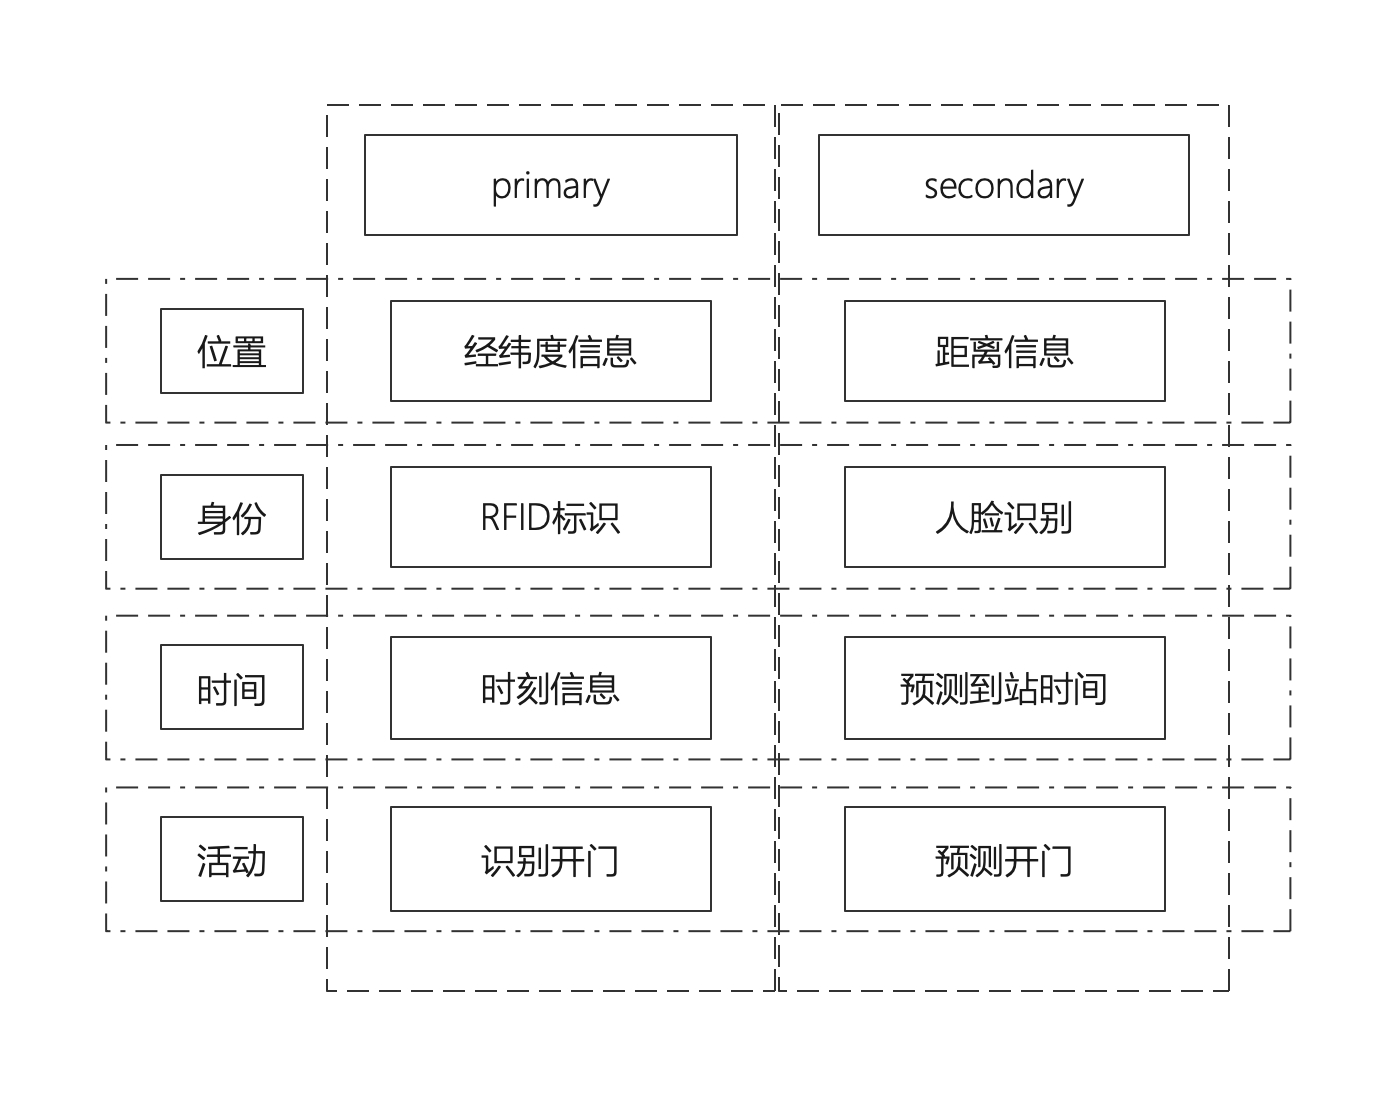 primary
secondary
位置
经纬度信息
距离信息
身份
RFID标识
人脸识别
时间
时刻信息
预测到站时间
活动
识别开门
预测开门